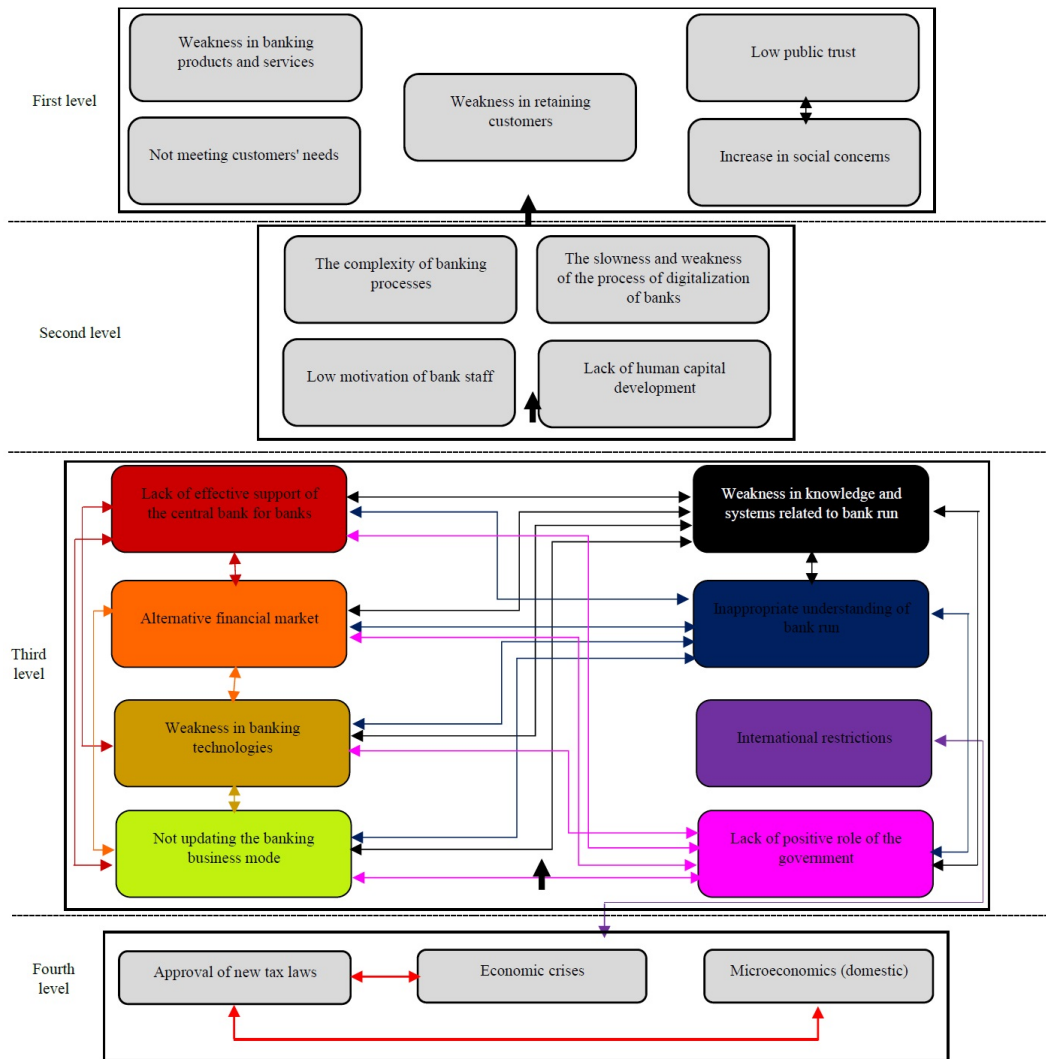 First level
Weakness in banking
products and services
Not meeting customers' needs
Weakness in retaining
customers
Low public trust
Increase in social concerns
Second level
The complexity of banking
processes
The slowness and weakness
of the process of digitalization
of banks
Low motivation of bank staff
Lack of human capital
development
Third
level
Lack of effective support of
the central bank for banks
Weakness in knowledge and
systems related to bank run
Alternative financial market
Inappropriate understanding of
bank run
Weakness in banking
technologies
International restrictions
Not updating the banking
business mode
Lack of positive role of the
government
Fourth
level
Approval of new tax laws
Economic crises
Microeconomics (domestic)